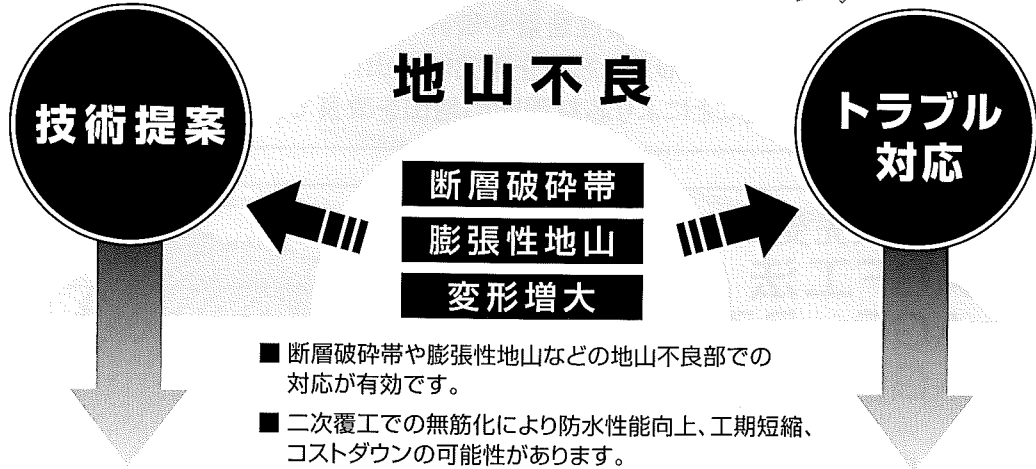 地山不良
技術提案
トラブル
対応
断層破砕帯
膨張性地山
変形増大
■ 断層破砕帯や膨張性地山などの地山不良部での
対応が有効です。
■ 二次覆工での無筋化により防水性能向上、工期短縮、
コストダウンの可能性があります。